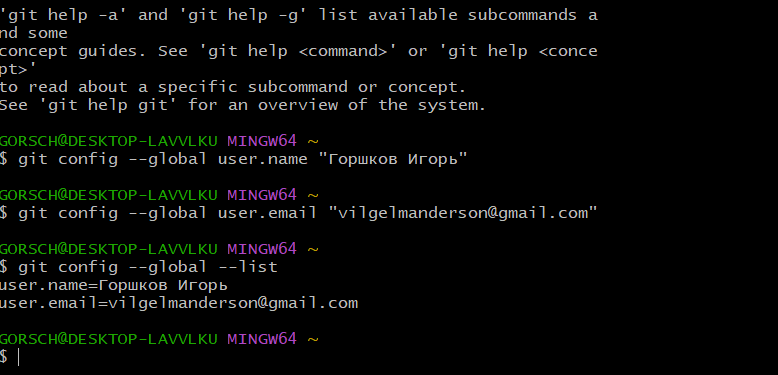 'git help -a' and 'git help -g' list available subcommands a
nd some
concept guides. See 'git help <command>' or 'git help <conce
pt>'
to read about a specific subcommand or concept.
See 'git help git' for an overview of the system.
GORSCH@DESKTOP-LAVVLKU MINGW64 ~
$ git config --global user.name "Горшков Игорь"
GORSCH@DESKTOP-LAVVLKU MINGW64 ~
$ git config --global user.email "vilgelmanderson@gmail.com"
GORSCH@DESKTOP-LAVVLKU MINGW64 ~
$ git config --global --list
user.name=Горшков Игорь
user.email=vilgelmanderson@gmail.com
GORSCH@DESKTOP-LAVVLKU MINGW64 ~
$